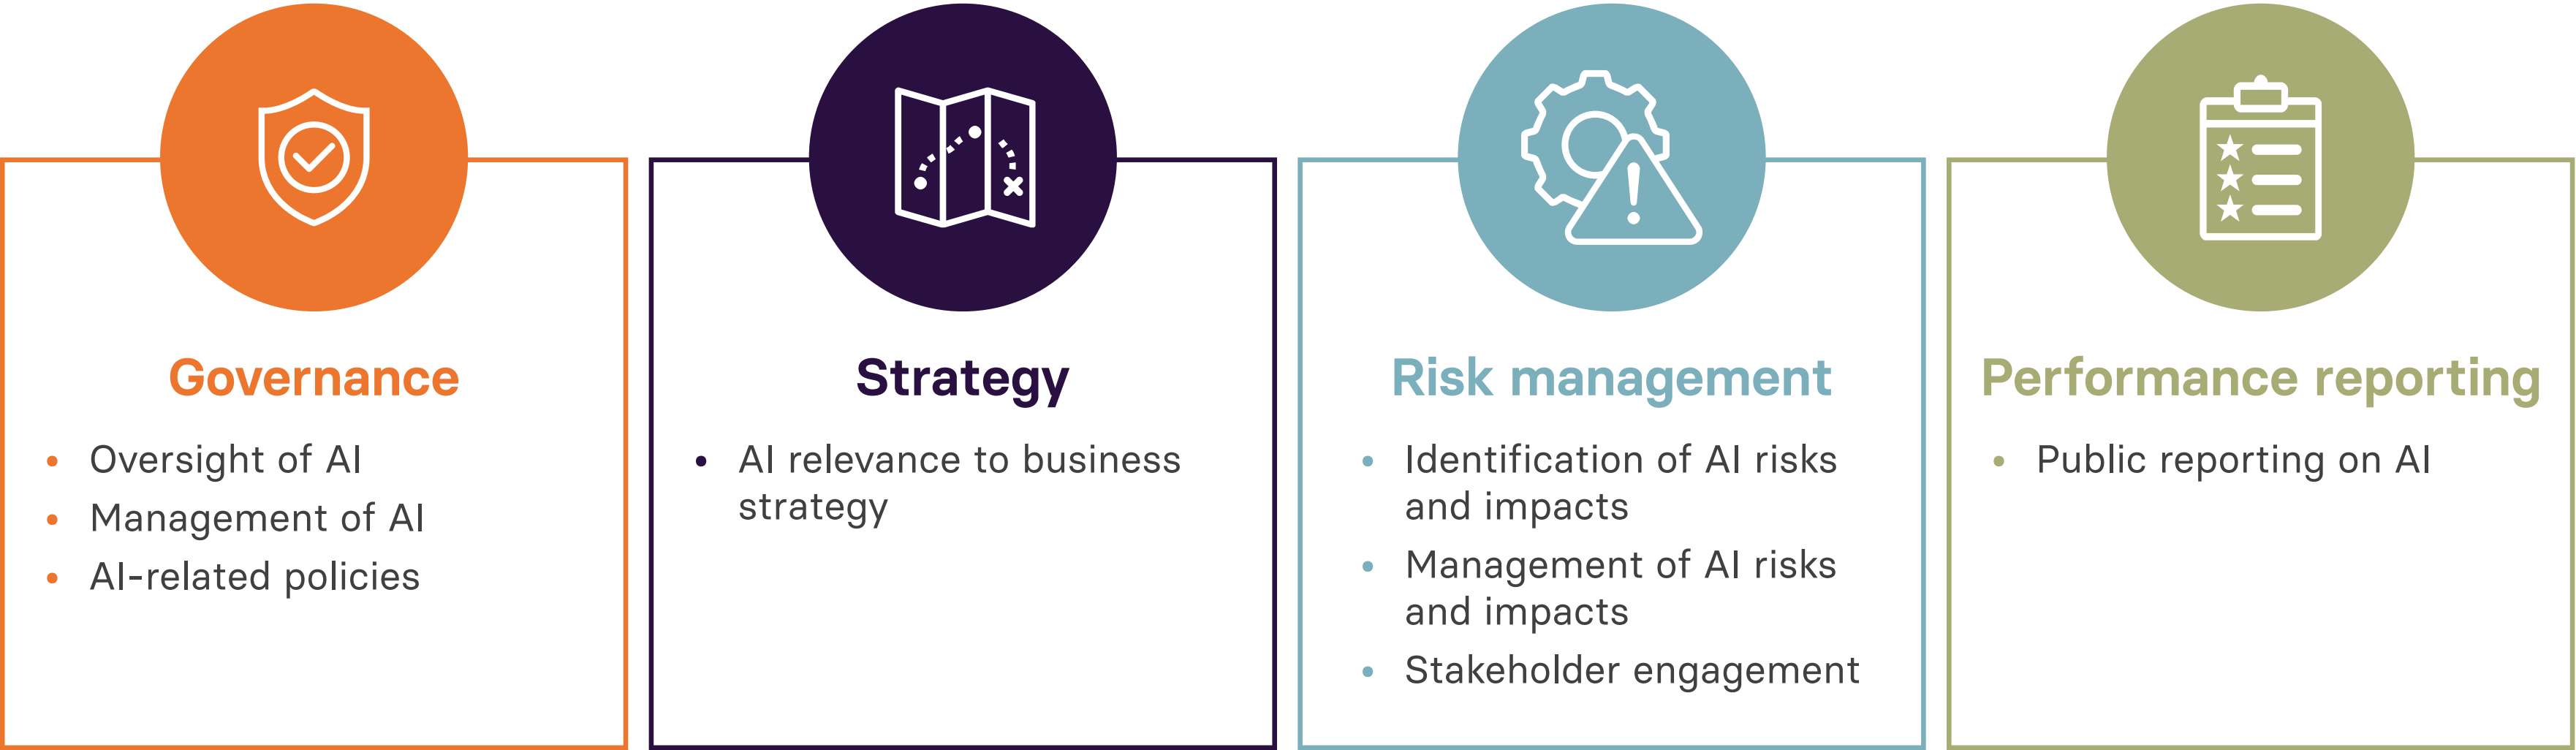 Governance
• Oversight of AI
• Management of AI
• AI-related policies
Strategy
• AI relevance to business
strategy
Risk management
• Identification of AI risks
and impacts
• Management of AI risks
and impacts
• Stakeholder engagement
Performance reporting
• Public reporting on AI